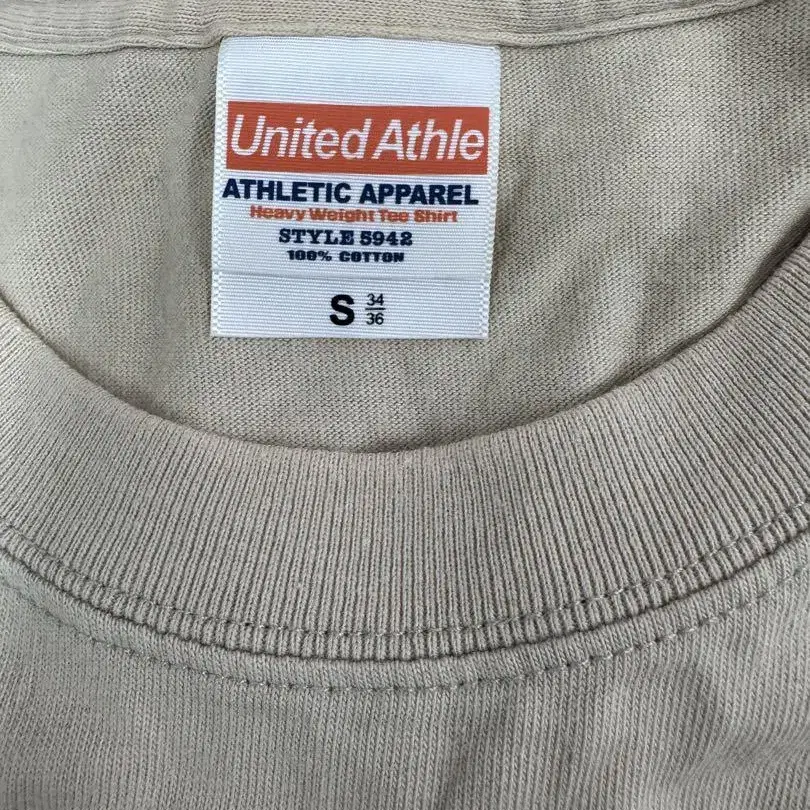 United Athle
ATHLETIC APPAREL
Heavy Weight Tee Shirt
STYLE 5942
100% COTTON
S 34
36